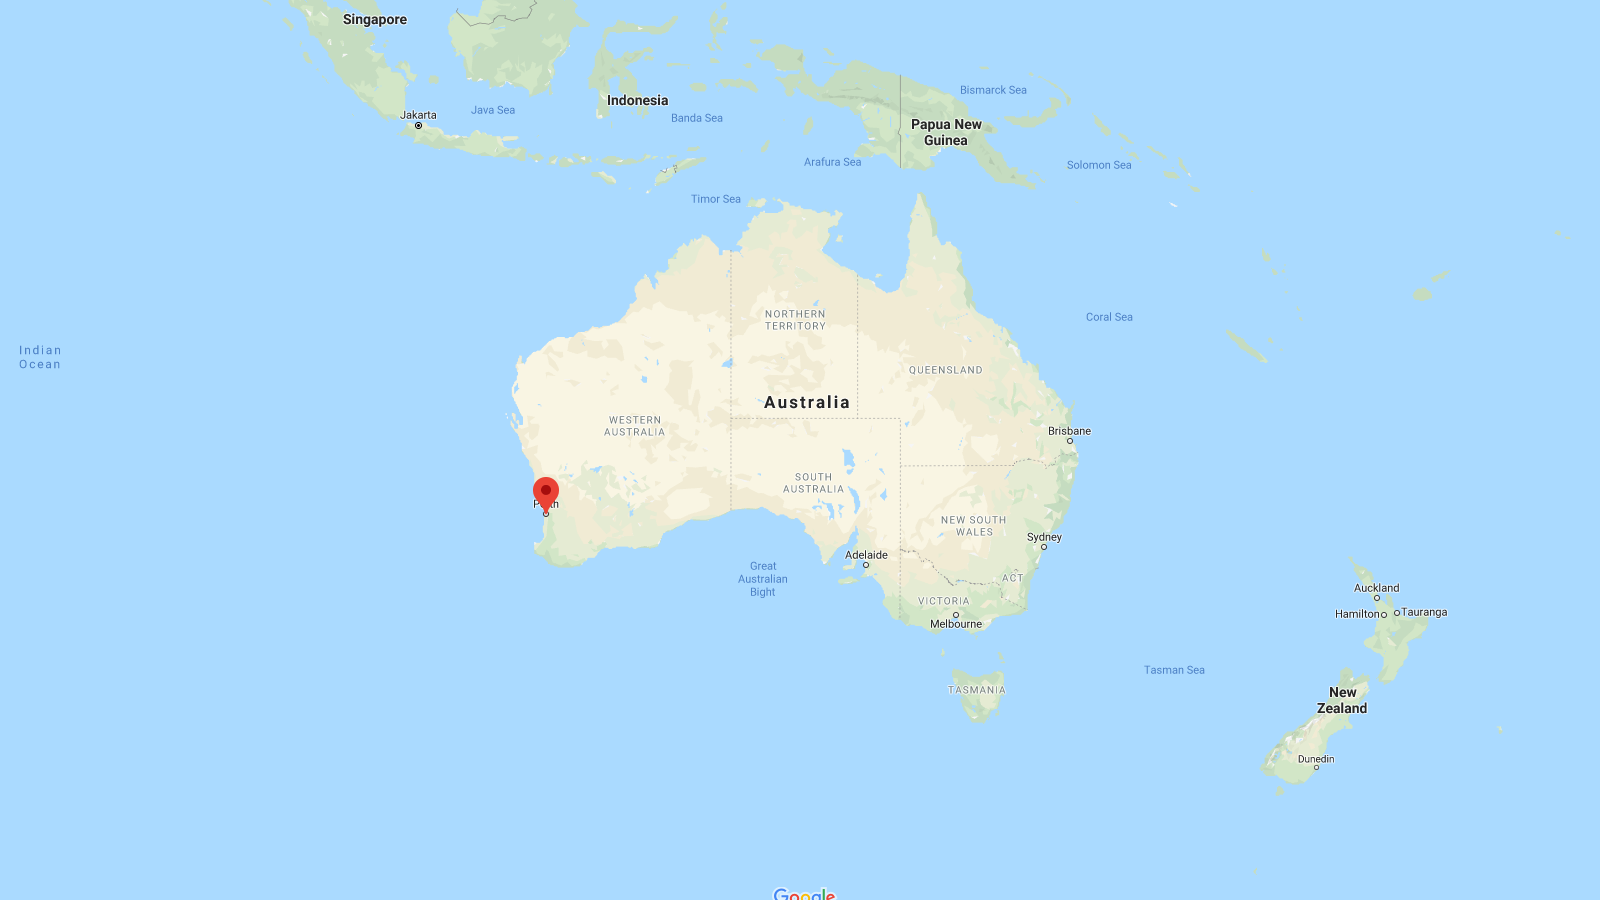 Singapore
Bismarck Sea
Indonesia
Java Sea
Jakarta
Banda Sea
Papua New
Guinea
Arafura Sea
Solomon Sea
Timor Sea
NORTHERN
TERRITORY
Coral Sea
Indian
Ocean
QUEENSLAND
Australia
WESTERN
AUSTRALIA
Brisbane
SOUTH
AUSTRALIA
Perth
NEW SOUTH
WALES
Sydney
Adelaide
Great
Australian
Bight
ACT
VICTORIA
Melbourne
Auckland
Hamilton
Tauranga
Tasman Sea
TASMANIA
New
Zealand
Dunedin
Google